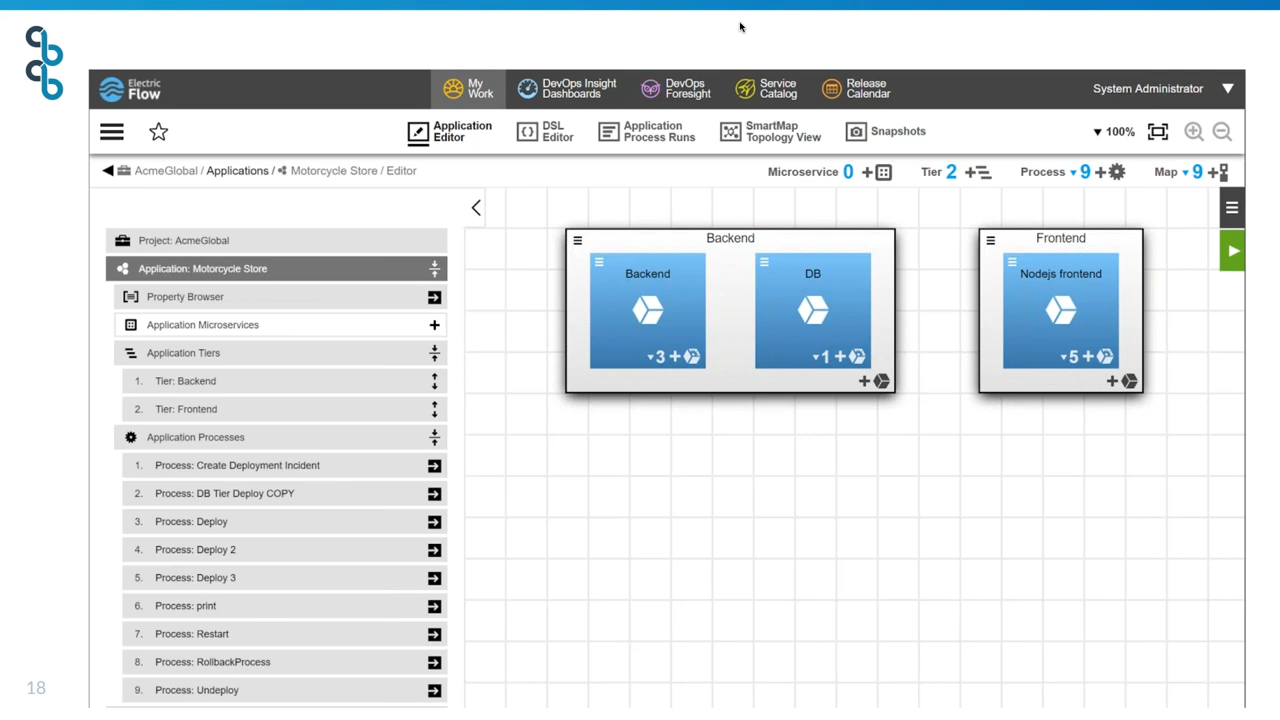 Electric
Flow
My
Work
DevOps Insight
Dashboards
DevOps
Foresight
Service
Catalog
Release
Calendar
System Administrator
Application
Editor
DSL
Editor
Application
Process Runs
SmartMap
Topology View
Snapshots
100%
AcmeGlobal / Applications / Motorcycle Store / Editor
Microservice 0
Tier 2
Process 9
Map 9
Project: AcmeGlobal
Application: Motorcycle Store
Property Browser
Application Microservices
Application Tiers
1. Tier: Backend
2. Tier: Frontend
Application Processes
1. Process: Create Deployment Incident
2. Process: DB Tier Deploy COPY
3. Process: Deploy
4. Process: Deploy 2
5. Process: Deploy 3
6. Process: print
7. Process: Restart
8. Process: RollbackProcess
9. Process: Undeploy
Backend
Backend
3
DB
1
Frontend
Nodejs frontend
5
18